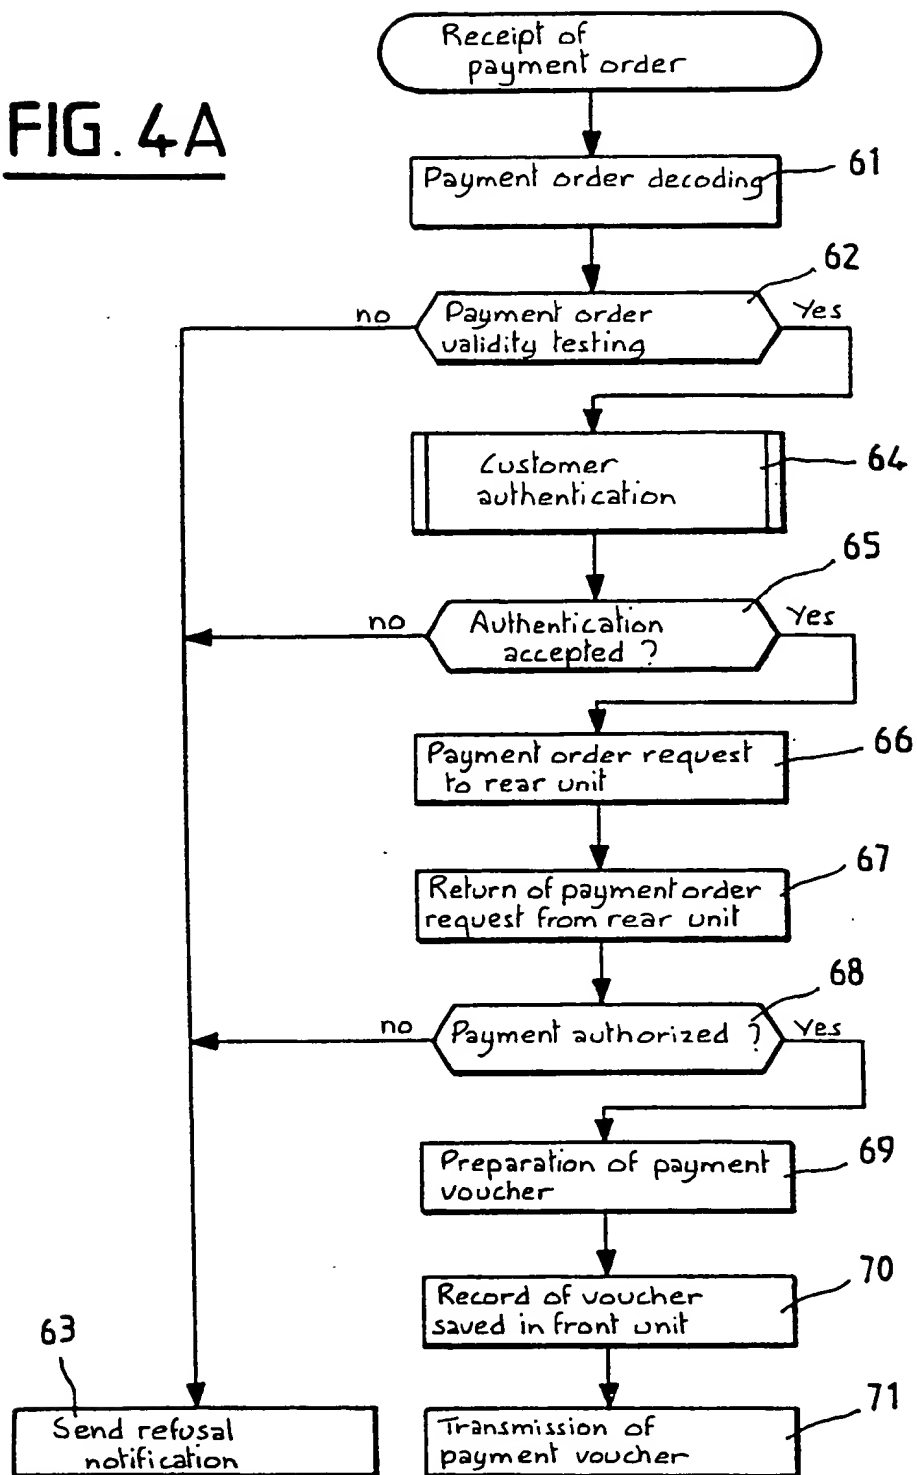 Receipt of
payment order
FIG. 4A
Payment order decoding
61
62
no
Payment order
validity testing
Yes
Customer
authentication
64
65
no
Authentication
accepted ?
Yes
Payment order request
to rear unit
66
Return of payment order
request from rear unit
67
68
no
Payment authorized ?
Yes
Preparation of payment
voucher
69
Record of voucher
saved in front unit
70
63
Send refusal
notification
71
Transmission of
payment voucher